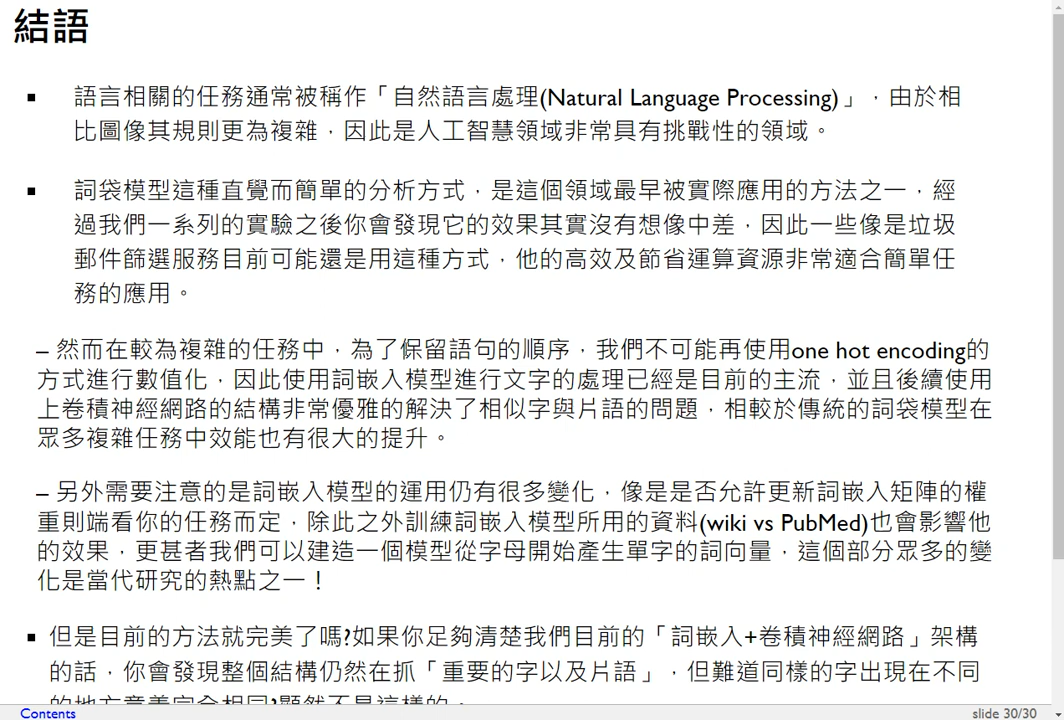 結語
▪ 語言相關的任務通常被稱作「自然語言處理(Natural Language Processing)」，由於相
比圖像其規則更為複雜，因此是人工智慧領域非常具有挑戰性的領域。
▪ 詞袋模型這種直覺而簡單的分析方式，是這個領域最早被實際應用的方法之一，經
過我們一系列的實驗之後你會發現它的效果其實沒有想像中差，因此一些像是垃圾
郵件篩選服務目前可能還是用這種方式，他的高效及節省運算資源非常適合簡單任
務的應用。
– 然而在較為複雜的任務中，為了保留語句的順序，我們不可能再使用one hot encoding的
方式進行數值化，因此使用詞嵌入模型進行文字的處理已經是目前的主流，並且後續使用
上卷積神經網路的結構非常優雅的解決了相似字與片語的問題，相較於傳統的詞袋模型在
眾多複雜任務中效能也有很大的提升。
– 另外需要注意的是詞嵌入模型的運用仍有很多變化，像是是否允許更新詞嵌入矩陣的權
重則端看你的任務而定，除此之外訓練詞嵌入模型所用的資料(wiki vs PubMed)也會影響他
的效果，更甚者我們可以建造一個模型從字母開始產生單字的詞向量，這個部分眾多的變
化是當代研究的熱點之一！
▪ 但是目前的方法就完美了嗎?如果你足夠清楚我們目前的「詞嵌入+卷積神經網路」架構
的話，你會發現整個結構仍然在抓「重要的字以及片語」，但難道同樣的字出現在不同
的地方意義完全相同?顯然不是這樣的。
Contents
slide 30/30